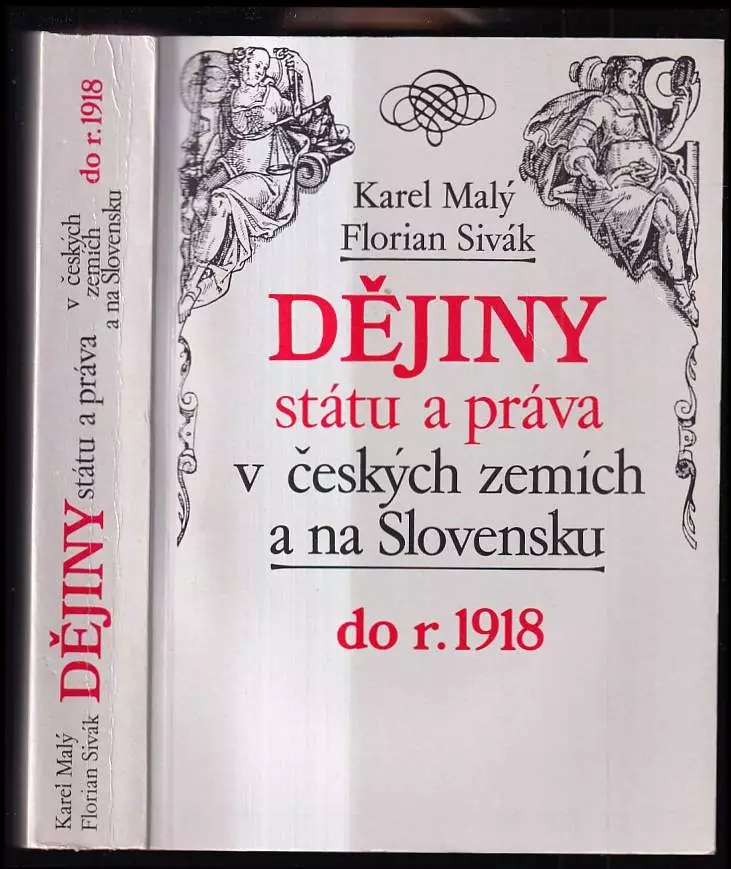 Karel Malý
Florian Sivák
DĚJINY
státu a práva
v českých zemích
a na Slovensku
do r. 1918
Karel Malý
Florian Sivák
DĚJINY
státu a práva
v českých
zemích
a na Slovensku
do r. 1918